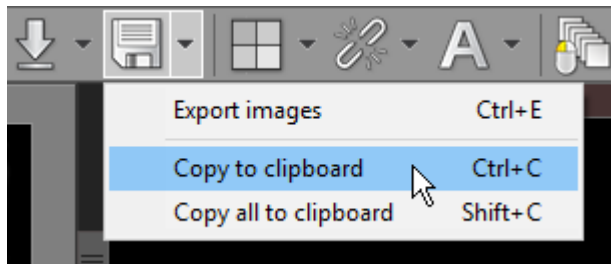 A
Export images Ctrl+E
Copy to clipboard Ctrl+C
Copy all to clipboard Shift+C